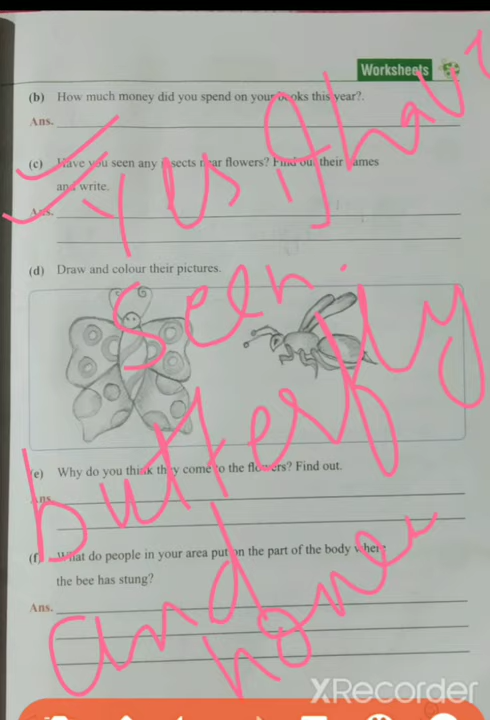 Worksheets
(b) How much money did you spend on your books this year?.
Ans.
(c) Have you seen any insects near flowers? Find out their names
and write.
Ans.
Yes I have
(d) Draw and colour their pictures.
seen.
butterfly
(e) Why do you think they come to the flowers? Find out.
Ans.
and
(f) What do people in your area put on the part of the body where
the bee has stung?
Ans.
hone
XRecorder